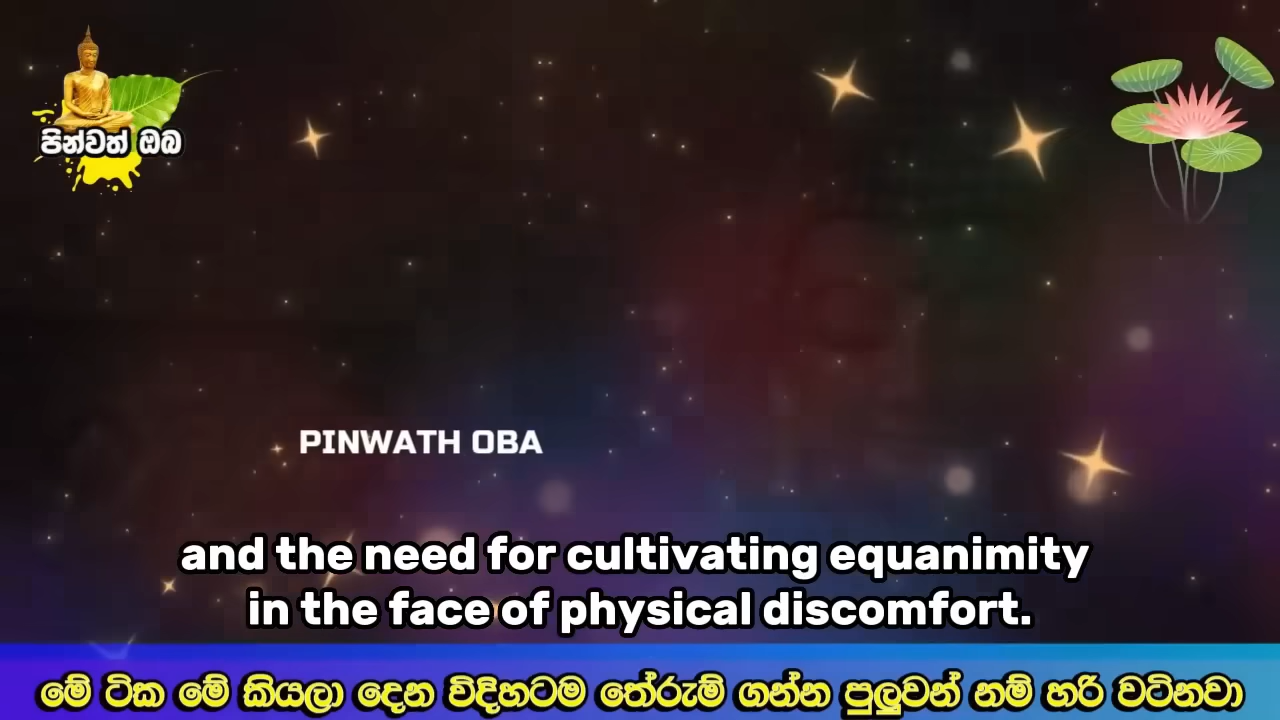 පින්වත් ඔබ
PINWATH OBA
and the need for cultivating equanimity
in the face of physical discomfort.
මේ ටික මේ කියලා දෙන විදිහටම තේරුම් ගන්න පුලුවන් නම් හරි වටිනවා